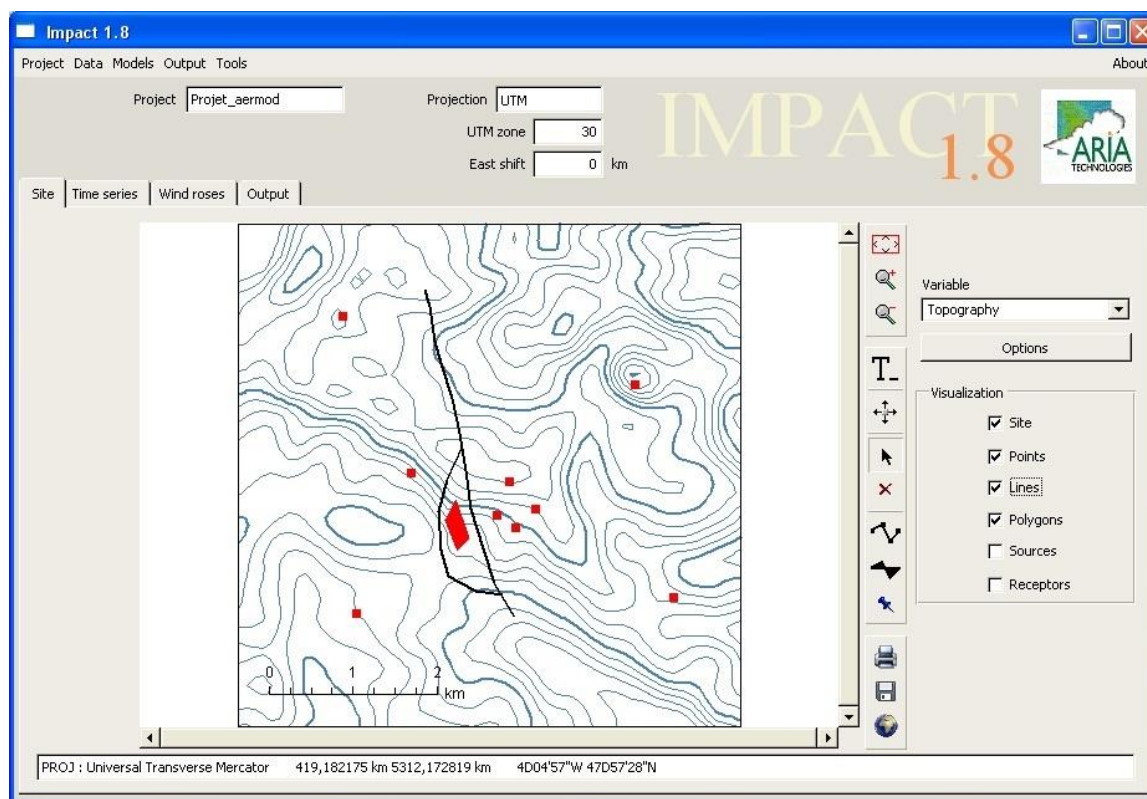 Impact 1.8
Project Data Models Output Tools About
Project Projet_aermod Projection UTM
UTM zone 30
East shift 0 km
IMPACT
1.8
ARIA
TECHNOLOGIES
Site Time series Wind roses Output
Variable
Topography
Options
Visualization
Site
Points
Lines
Polygons
Sources
Receptors
T_
0 1 2
km
PROJ : Universal Transverse Mercator 419,182175 km 5312,172819 km 4D04'57"W 47D57'28"N